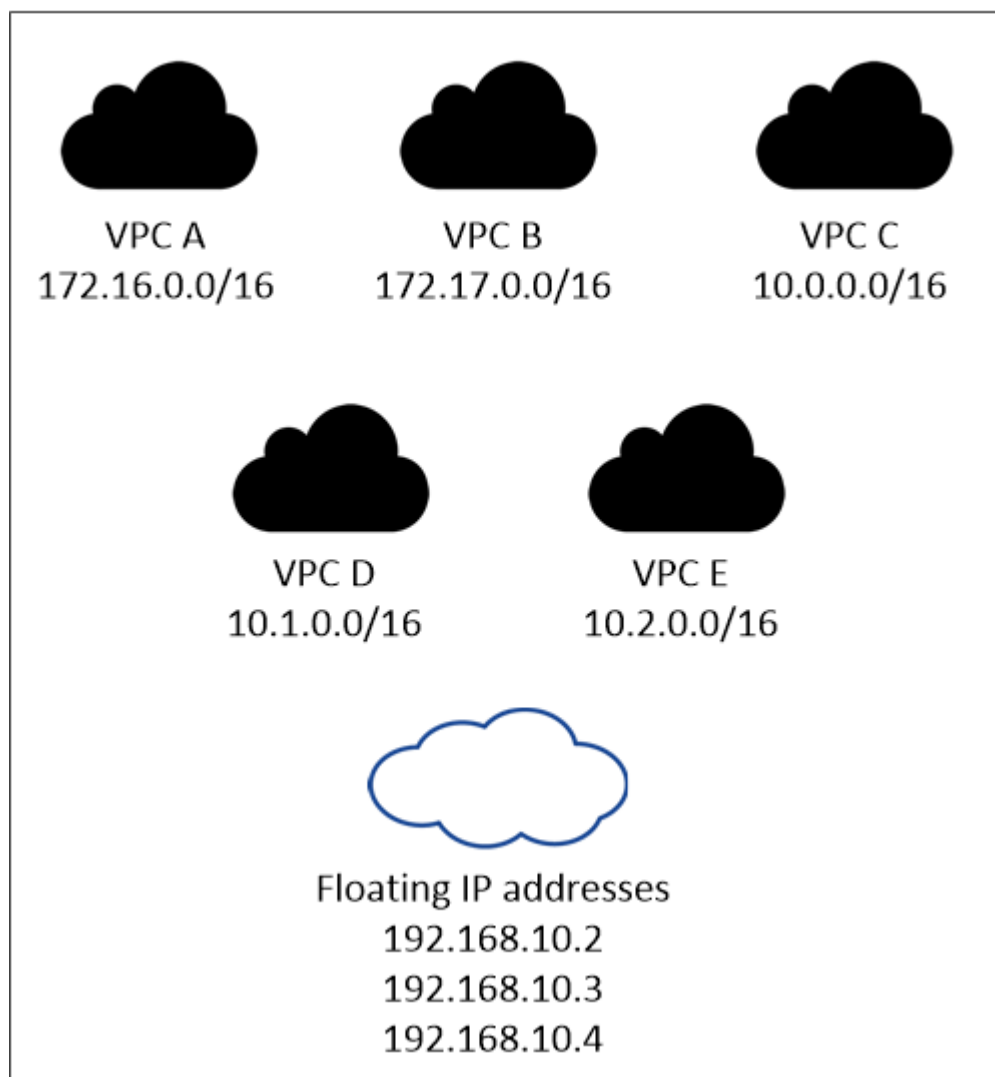 VPC A
172.16.0.0/16
VPC B
172.17.0.0/16
VPC C
10.0.0.0/16
VPC D
10.1.0.0/16
VPC E
10.2.0.0/16
Floating IP addresses
192.168.10.2
192.168.10.3
192.168.10.4